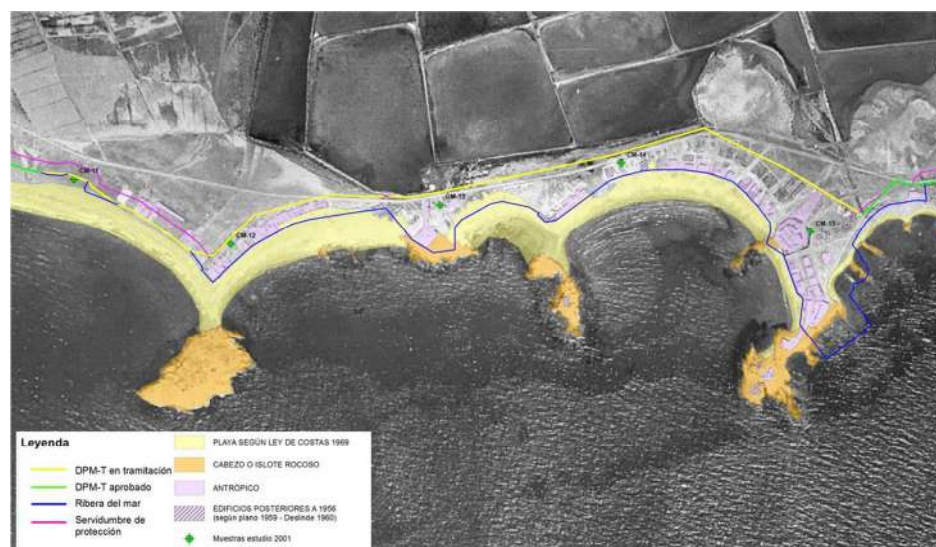 CM-11
CM-12
CM-13
CM-14
CM-15
Leyenda
DPM-T en tramitación
DPM-T aprobado
Ribera del mar
Servidumbre de
protección
PLAYA SEGÚN LEY DE COSTAS 1969
CABEZO O ISLOTE ROCOSO
ANTRÓPICO
EDIFICIOS POSTERIORES A 1956
(según plano 1959 - Deslinde 1960)
Muestras estudio 2001